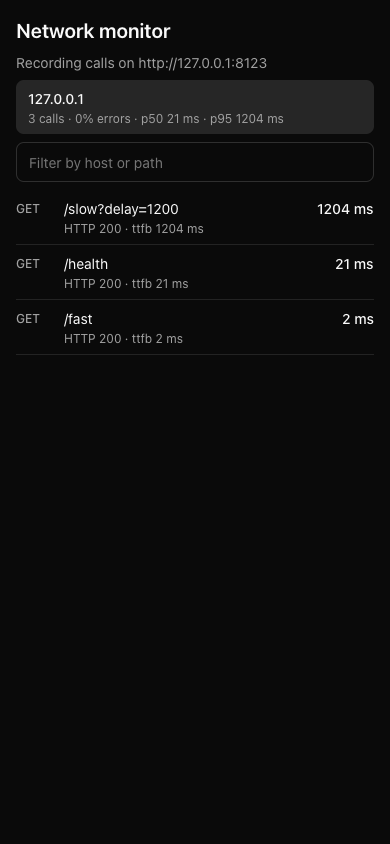 Network monitor
Recording calls on http://127.0.0.1:8123
127.0.0.1
3 calls · 0% errors · p50 21 ms · p95 1204 ms
Filter by host or path
GET /slow?delay=1200 1204 ms
HTTP 200 · ttfb 1204 ms
GET /health 21 ms
HTTP 200 · ttfb 21 ms
GET /fast 2 ms
HTTP 200 · ttfb 2 ms